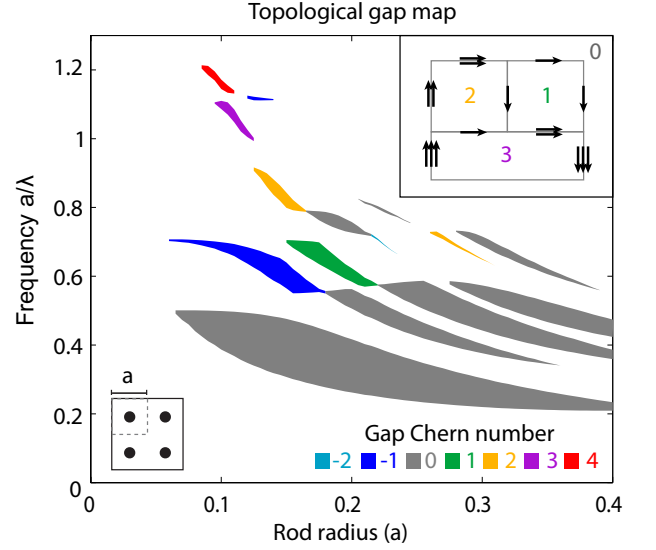 Topological gap map
Frequency a/λ
1.2
1
0.8
0.6
0.4
0.2
0
0
2
1
3
a
Gap Chern number
-2 -1 0 1 2 3 4
0 0.1 0.2 0.3 0.4
Rod radius (a)